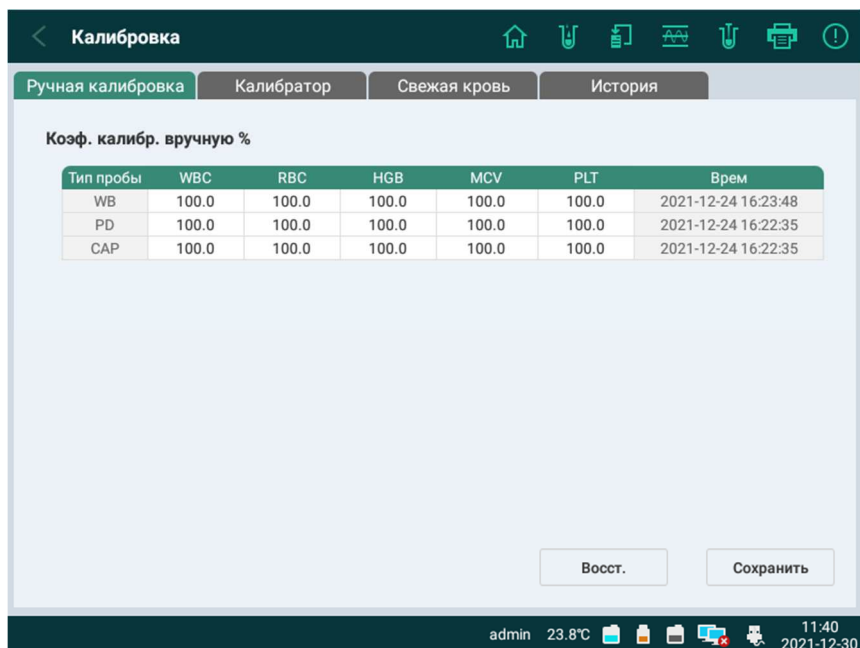 Калибровка
Ручная калибровка Калибратор Свежая кровь История
Коэф. калибр. вручную %
Тип пробы WBC RBC HGB MCV PLT Врем
WB 100.0 100.0 100.0 100.0 100.0 2021-12-24 16:23:48
PD 100.0 100.0 100.0 100.0 100.0 2021-12-24 16:22:35
CAP 100.0 100.0 100.0 100.0 100.0 2021-12-24 16:22:35
Восст. Сохранить
admin 23.8℃ 11:40
2021-12-30